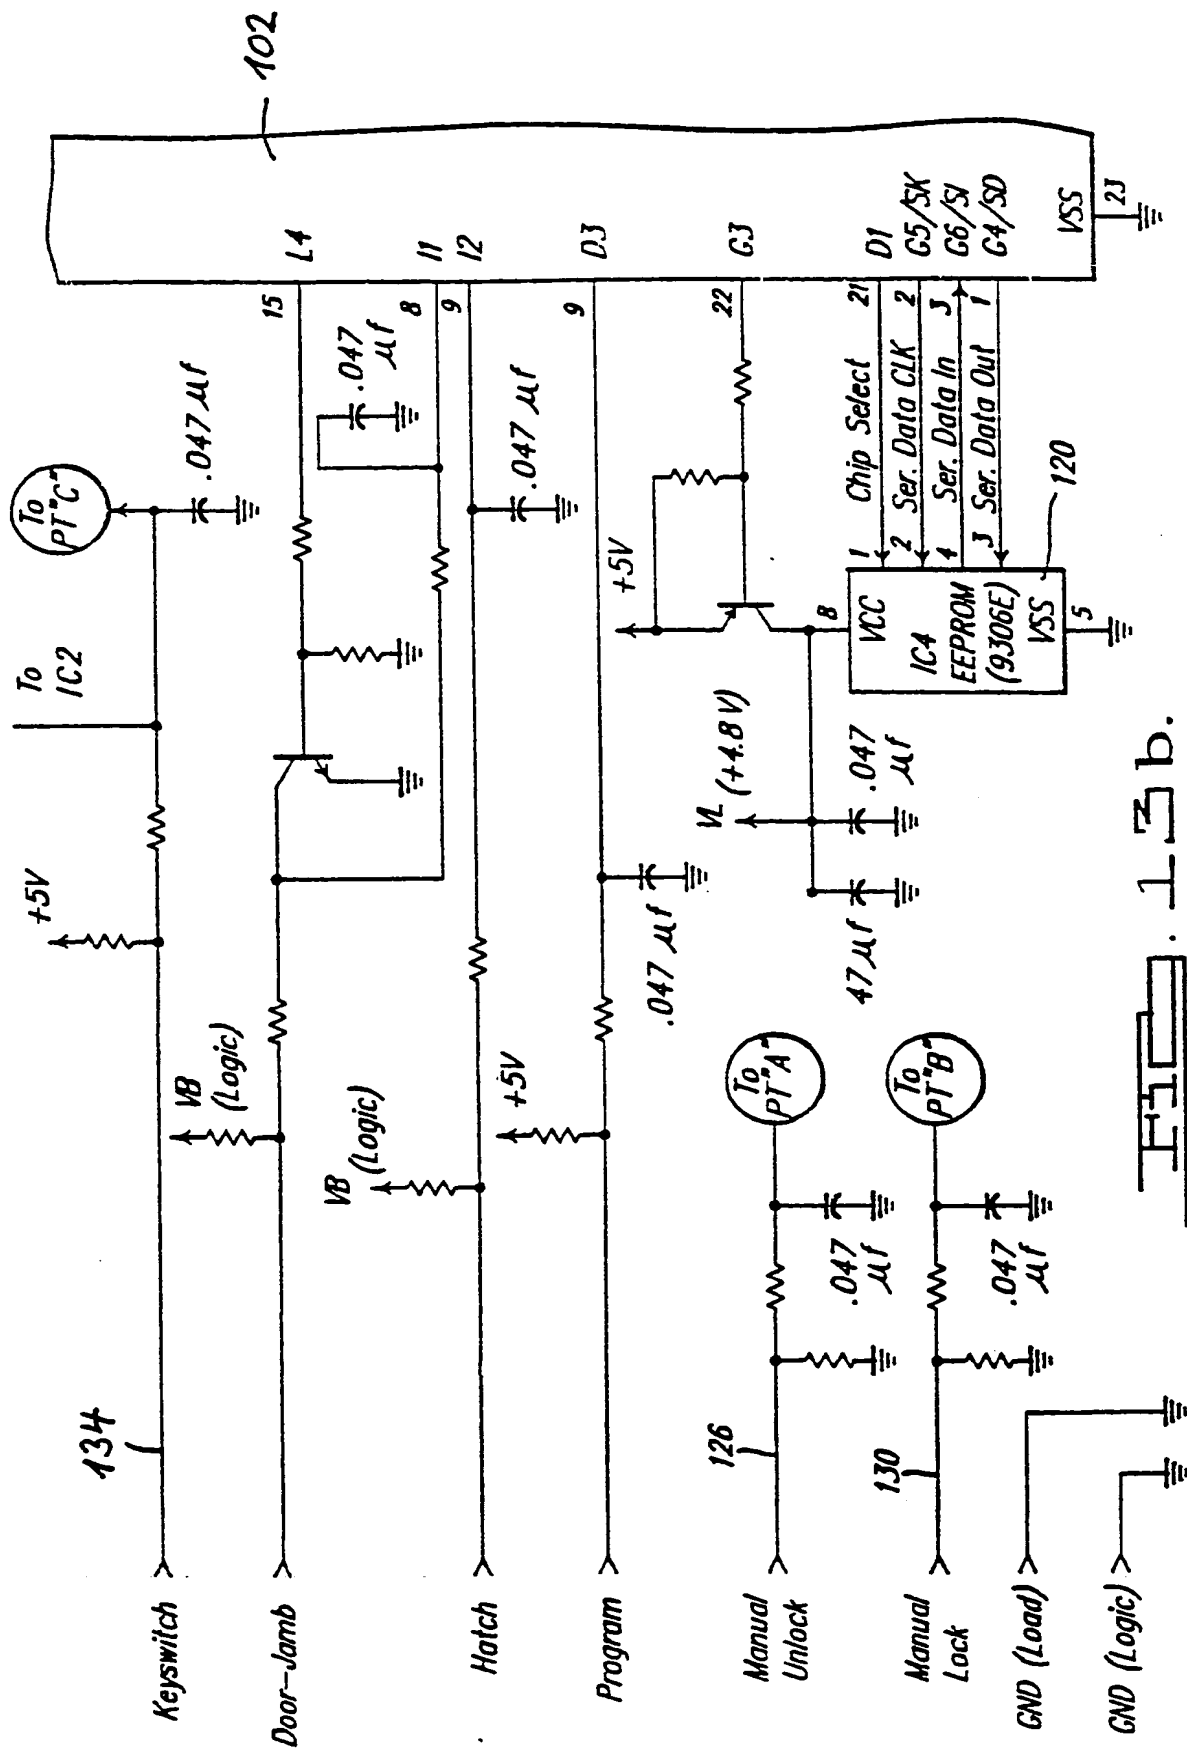 102
To
PT"C"
.047 µf
To
IC2
+5V
134
Keyswitch
L4
15
VB
(Logic)
Door-Jamb
.047
µf
I1
8
I2
9
.047 µf
VB
(Logic)
Hatch
D3
9
+5V
.047 µf
Program
G3
22
+5V
VL (+4.8V)
.047
µf
47 µf
D1
G5/SK
G6/SI
G4/SO
VSS
23
21
2
3
1
Chip Select
Ser. Data CLK
Ser. Data In
Ser. Data Out
1
2
4
3
8
VCC
IC4
EEPROM
(9306E)
VSS
5
120
To
PT"A"
.047
µf
126
Manual
Unlock
To
PT"B"
.047
µf
130
Manual
Lock
GND (Load)
GND (Logic)
FIG. 13b.